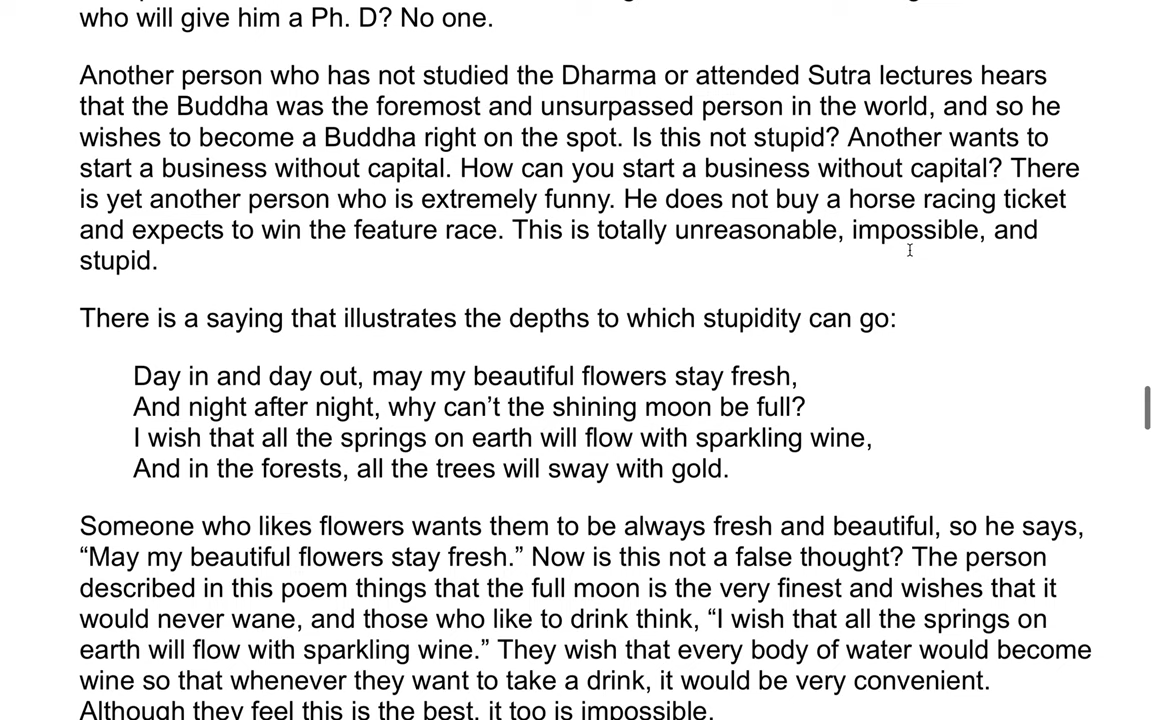 who will give him a Ph. D? No one.
Another person who has not studied the Dharma or attended Sutra lectures hears
that the Buddha was the foremost and unsurpassed person in the world, and so he
wishes to become a Buddha right on the spot. Is this not stupid? Another wants to
start a business without capital. How can you start a business without capital? There
is yet another person who is extremely funny. He does not buy a horse racing ticket
and expects to win the feature race. This is totally unreasonable, impossible, and
stupid.
There is a saying that illustrates the depths to which stupidity can go:
Day in and day out, may my beautiful flowers stay fresh,
And night after night, why can’t the shining moon be full?
I wish that all the springs on earth will flow with sparkling wine,
And in the forests, all the trees will sway with gold.
Someone who likes flowers wants them to be always fresh and beautiful, so he says,
“May my beautiful flowers stay fresh.” Now is this not a false thought? The person
described in this poem things that the full moon is the very finest and wishes that it
would never wane, and those who like to drink think, “I wish that all the springs on
earth will flow with sparkling wine.” They wish that every body of water would become
wine so that whenever they want to take a drink, it would be very convenient.
Although they feel this is the best, it too is impossible.